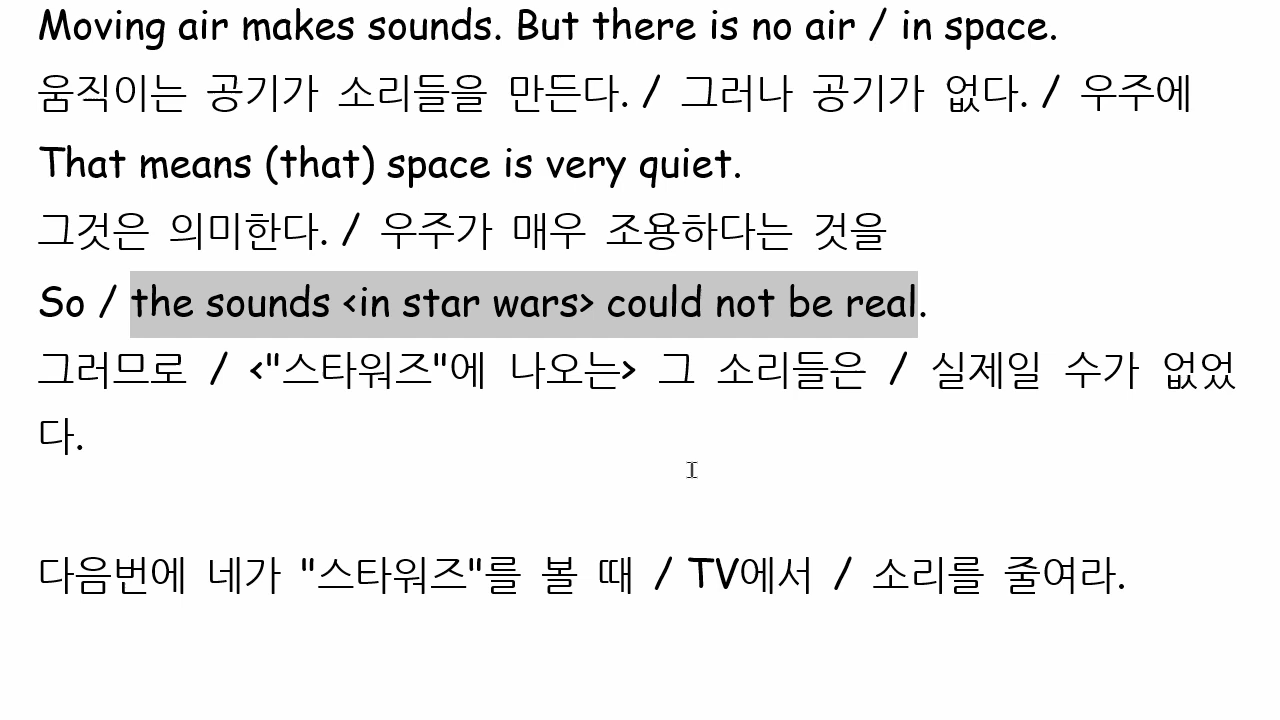 Moving air makes sounds. But there is no air / in space.
움직이는 공기가 소리들을 만든다. / 그러나 공기가 없다. / 우주에
That means (that) space is very quiet.
그것은 의미한다. / 우주가 매우 조용하다는 것을
So / the sounds <in star wars> could not be real.
그러므로 / <"스타워즈"에 나오는> 그 소리들은 / 실제일 수가 없었
다.
다음번에 네가 "스타워즈"를 볼 때 / TV에서 / 소리를 줄여라.